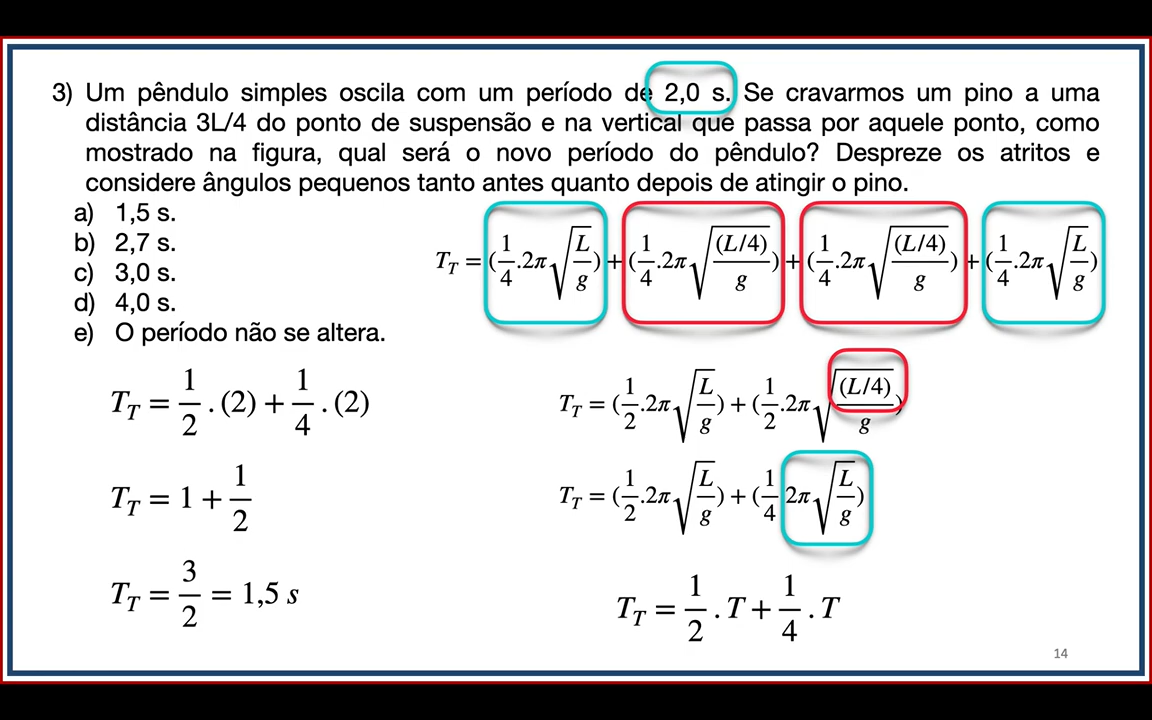 3) Um pêndulo simples oscila com um período de 2,0 s. Se cravarmos um pino a uma
distância 3L/4 do ponto de suspensão e na vertical que passa por aquele ponto, como
mostrado na figura, qual será o novo período do pêndulo? Despreze os atritos e
considere ângulos pequenos tanto antes quanto depois de atingir o pino.
a) 1,5 s.
b) 2,7 s.
c) 3,0 s.
d) 4,0 s.
e) O período não se altera.
T_T = (1/4 .2π√(L/g)) + (1/4 .2π√((L/4)/g)) + (1/4 .2π√((L/4)/g)) + (1/4 .2π√(L/g))
T_T = (1/2 .2π√(L/g)) + (1/2 .2π√((L/4)/g))
T_T = (1/2 .2π√(L/g)) + (1/4 2π√(L/g))
T_T = 1/2 . T + 1/4 . T
T_T = 1/2 . (2) + 1/4 . (2)
T_T = 1 + 1/2
T_T = 3/2 = 1,5 s
14